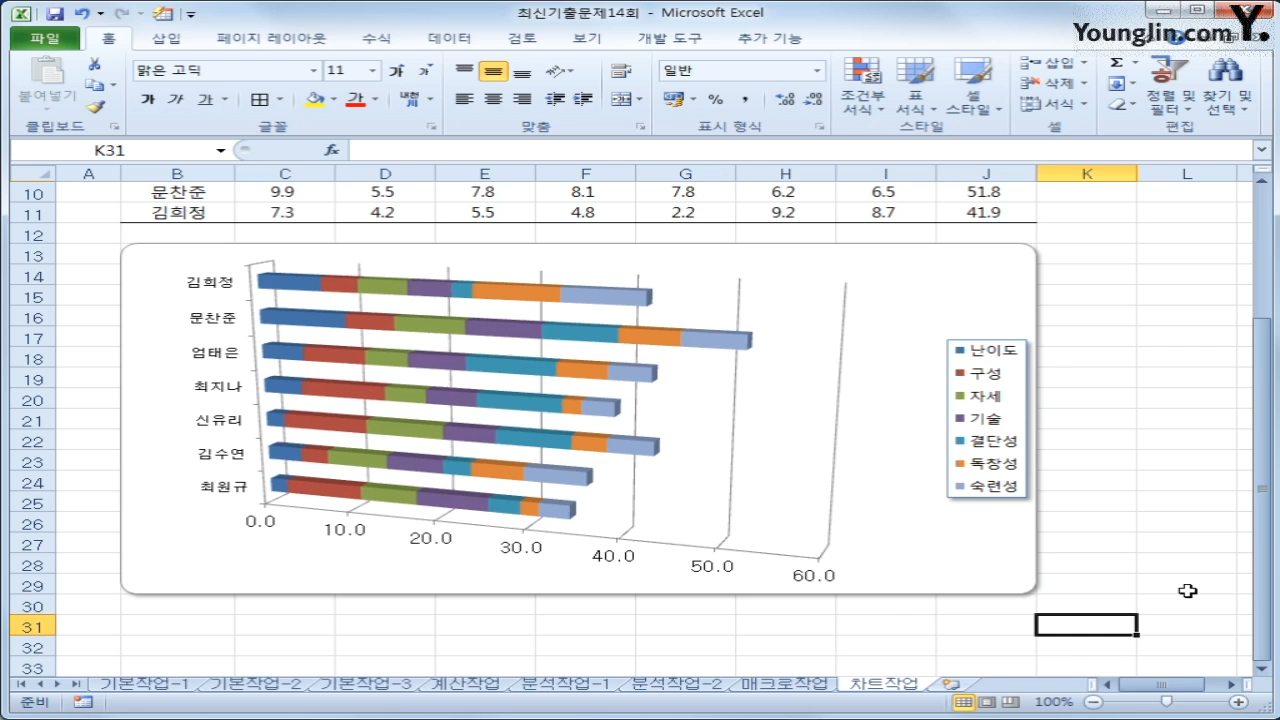 최신기출문제14회 - Microsoft Excel
Younglin.com Y.
파일 홈 삽입 페이지 레이아웃 수식 데이터 검토 보기 개발 도구 추가 기능
붙여넣기 맑은 고딕 11 가 가 일반 조건부 서식 표 서식 셀 스타일 삽입 삭제 서식 정렬 및 필터 찾기 및 선택
가 가 가 가 내천 % ,
클립보드 글꼴 맞춤 표시 형식 스타일 셀 편집
K31 fx
A B C D E F G H I J K L
10 문찬준 9.9 5.5 7.8 8.1 7.8 6.2 6.5 51.8
11 김희정 7.3 4.2 5.5 4.8 2.2 9.2 8.7 41.9
12
13
14
15
16
17
18
19
20
21
22
23
24
25
26
27
28
29
30
31
32
33
김희정
문찬준
엄태은
최지나
신유리
김수연
최원규
0.0 10.0 20.0 30.0 40.0 50.0 60.0
난이도
구성
자세
기술
결단성
독창성
숙련성
기본작업-1 기본작업-2 기본작업-3 계산작업 분석작업-1 분석작업-2 매크로작업 차트작업
준비 100%